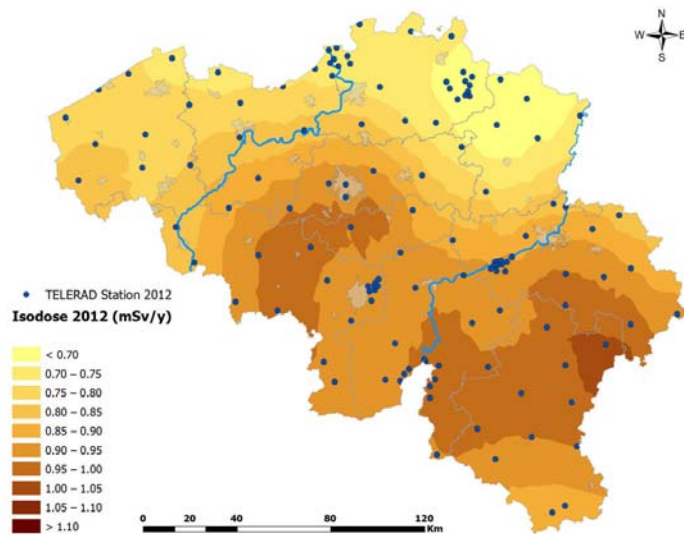 N
W E
S
TELERAD Station 2012
Isodose 2012 (mSv/y)
< 0.70
0.70 – 0.75
0.75 – 0.80
0.80 – 0.85
0.85 – 0.90
0.90 – 0.95
0.95 – 1.00
1.00 – 1.05
1.05 – 1.10
> 1.10
0 20 40 80 120
Km